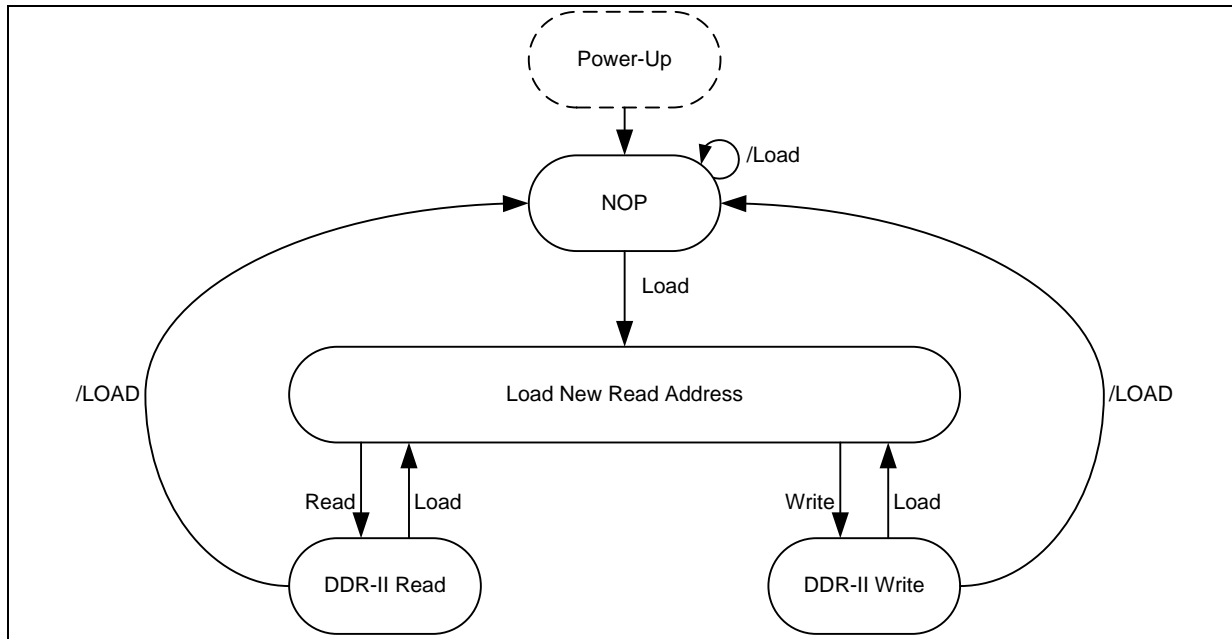 Power-Up
/Load
NOP
Load
Load New Read Address
/LOAD
/LOAD
Read
Load
Write
Load
DDR-II Read
DDR-II Write